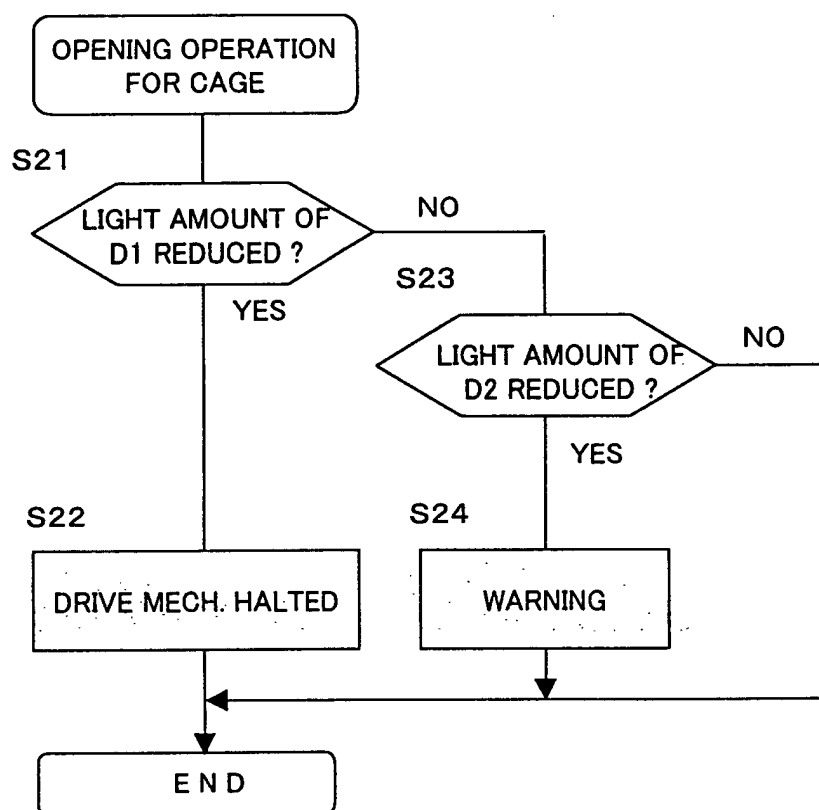 OPENING OPERATION
FOR CAGE
S21
LIGHT AMOUNT OF
D1 REDUCED ?
NO
YES
S23
LIGHT AMOUNT OF
D2 REDUCED ?
NO
YES
S22
DRIVE MECH. HALTED
S24
WARNING
END